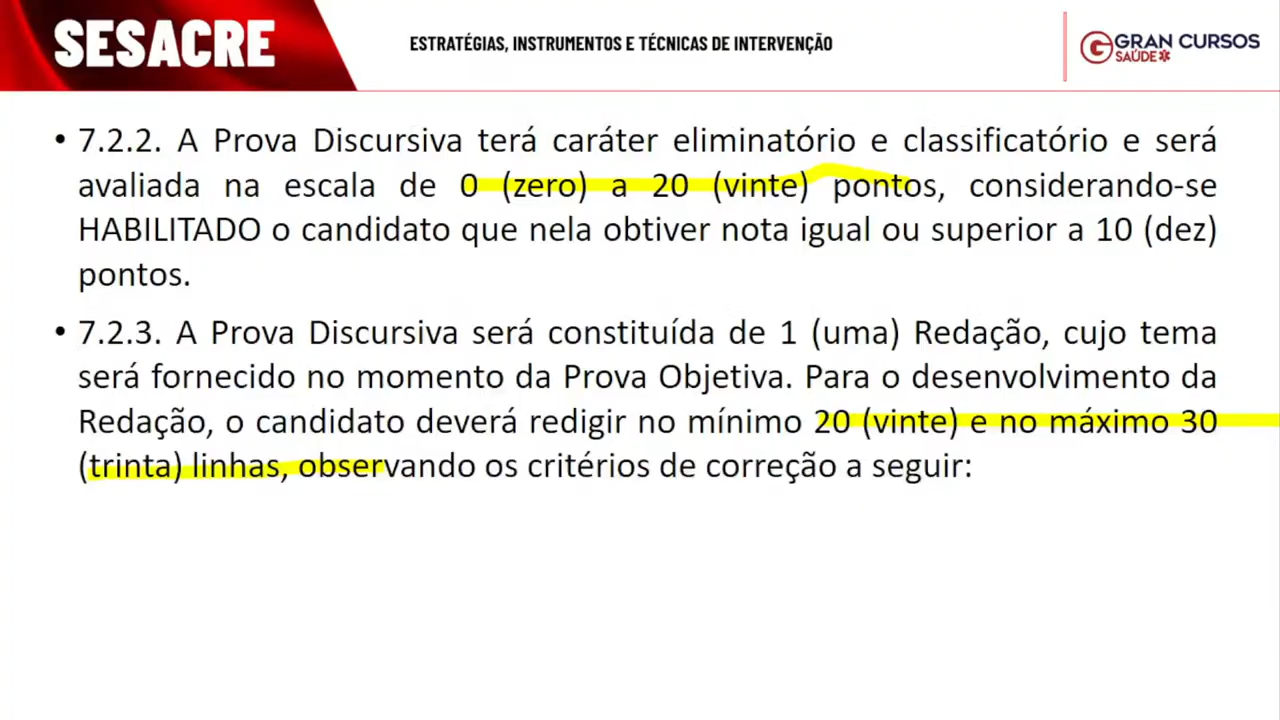 SESACRE
ESTRATÉGIAS, INSTRUMENTOS E TÉCNICAS DE INTERVENÇÃO
GRAN CURSOS
SAÚDE
• 7.2.2. A Prova Discursiva terá caráter eliminatório e classificatório e será
avaliada na escala de 0 (zero) a 20 (vinte) pontos, considerando-se
HABILITADO o candidato que nela obtiver nota igual ou superior a 10 (dez)
pontos.
• 7.2.3. A Prova Discursiva será constituída de 1 (uma) Redação, cujo tema
será fornecido no momento da Prova Objetiva. Para o desenvolvimento da
Redação, o candidato deverá redigir no mínimo 20 (vinte) e no máximo 30
(trinta) linhas, observando os critérios de correção a seguir: